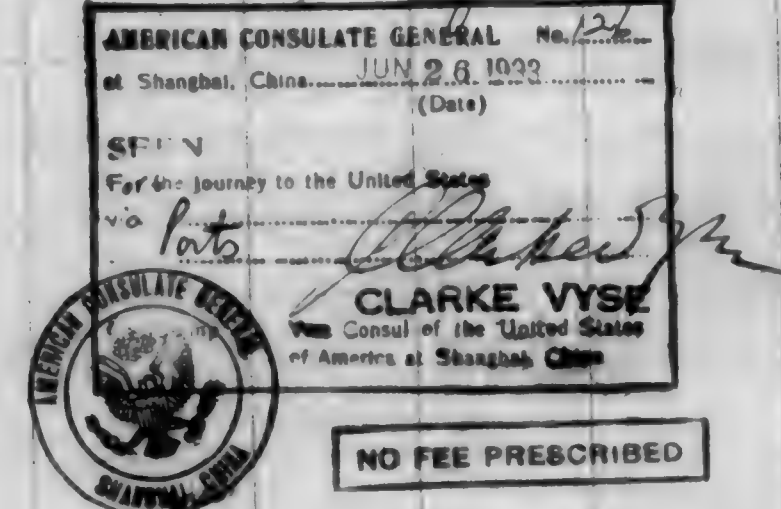 AMERICAN CONSULATE GENERAL No. 124
at Shanghai, China JUN 26 1933
(Date)
SEEN
For the journey to the United States
via Ports
CLARKE VYSE
Vice Consul of the United States
of America at Shanghai, China
AMERICAN CONSULATE GENERAL
SHANGHAI, CHINA
NO FEE PRESCRIBED